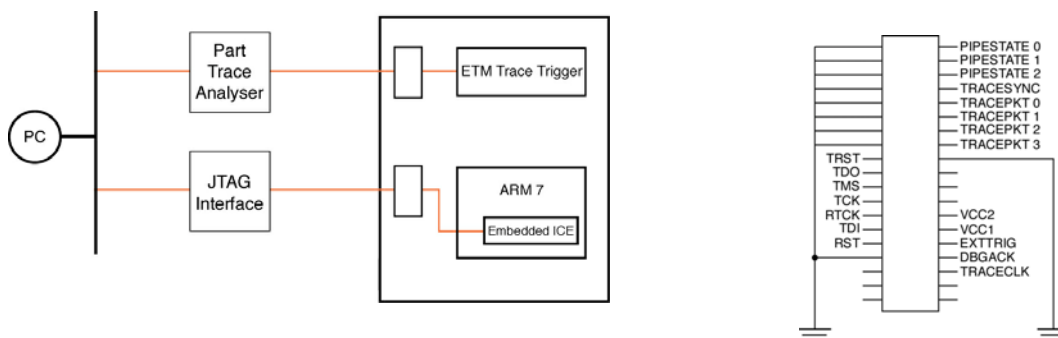 PC
Part
Trace
Analyser
ETM Trace Trigger
JTAG
Interface
ARM 7
Embedded ICE
PIPESTATE 0
PIPESTATE 1
PIPESTATE 2
TRACESYNC
TRACEPKT 0
TRACEPKT 1
TRACEPKT 2
TRACEPKT 3
TRST
TDO
TMS
TCK
RTCK
TDI
RST
VCC2
VCC1
EXTTRIG
DBGACK
TRACECLK